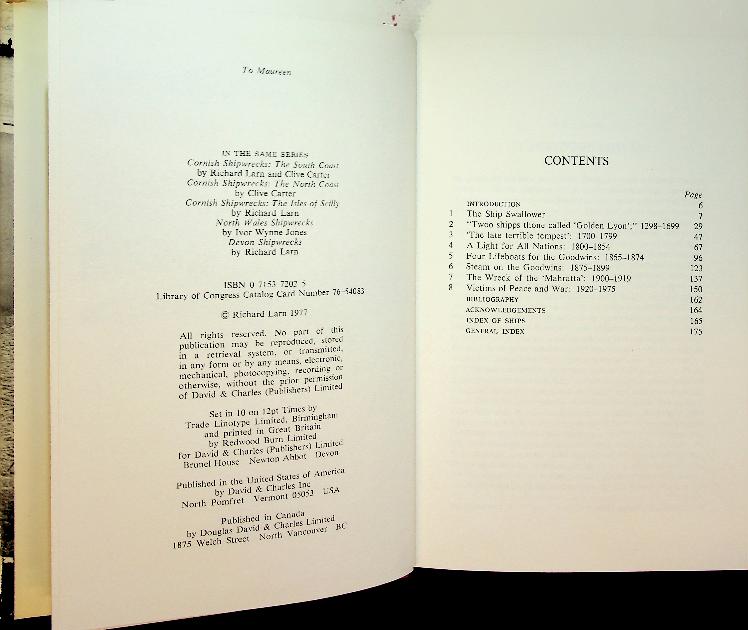 To Maureen
IN THE SAME SERIES
Cornish Shipwrecks: The South Coast
by Richard Larn and Clive Carter
Cornish Shipwrecks: The North Coast
by Clive Carter
Cornish Shipwrecks: The Isles of Scilly
by Richard Larn
North Wales Shipwrecks
by Ivor Wynne Jones
Devon Shipwrecks
by Richard Larn
ISBN 0 7153 7202 5
Library of Congress Catalog Card Number 76-54083
© Richard Larn 1977
All rights reserved. No part of this
publication may be reproduced, stored
in a retrieval system, or transmitted,
in any form or by any means, electronic,
mechanical, photocopying, recording or
otherwise, without the prior permission
of David & Charles (Publishers) Limited
Set in 10 on 12pt Times by
Trade Linotype Limited, Birmingham
and printed in Great Britain
by Redwood Burn Limited
for David & Charles (Publishers) Limited
Brunel House Newton Abbot Devon
Published in the United States of America
by David & Charles Inc
North Pomfret Vermont 05053 USA
Published in Canada
by Douglas David & Charles Limited
1875 Welch Street North Vancouver BC
CONTENTS
Page
INTRODUCTION 6
1 The Ship Swallower 7
2 "Twoo shipps thone called 'Golden Lyon'," 1298-1699 29
3 'The late terrible tempest': 1700-1799 47
4 A Light for All Nations: 1800-1854 67
5 Four Lifeboats for the Goodwins: 1855-1874 96
6 Steam on the Goodwins: 1875-1899 123
7 The Wreck of the 'Mahratta': 1900-1919 137
8 Victims of Peace and War: 1920-1975 150
BIBLIOGRAPHY 162
ACKNOWLEDGEMENTS 164
INDEX OF SHIPS 165
GENERAL INDEX 175